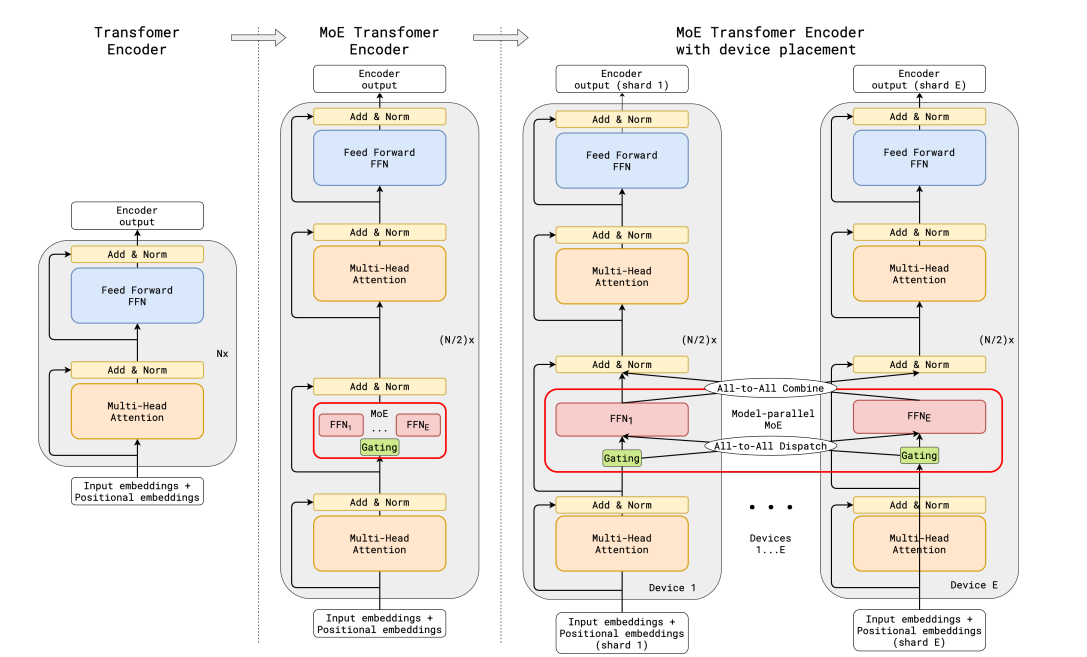 Transfomer
Encoder
MoE Transfomer
Encoder
MoE Transfomer Encoder
with device placement
Encoder
output
Add & Norm
Feed Forward
FFN
Nx
Add & Norm
Multi-Head
Attention
Input embeddings +
Positional embeddings
Encoder
output
Add & Norm
Feed Forward
FFN
Add & Norm
Multi-Head
Attention
(N/2)x
Add & Norm
MoE
FFN1
...
FFNE
Gating
Add & Norm
Multi-Head
Attention
Input embeddings +
Positional embeddings
Encoder
output (shard 1)
Add & Norm
Feed Forward
FFN
Add & Norm
Multi-Head
Attention
(N/2)x
Add & Norm
FFN1
Gating
Add & Norm
Multi-Head
Attention
Device 1
Input embeddings +
Positional embeddings
(shard 1)
All-to-All Combine
Model-parallel
MoE
All-to-All Dispatch
Devices
1...E
Encoder
output (shard E)
Add & Norm
Feed Forward
FFN
Add & Norm
Multi-Head
Attention
(N/2)x
Add & Norm
FFNE
Gating
Add & Norm
Multi-Head
Attention
Device E
Input embeddings +
Positional embeddings
(shard E)